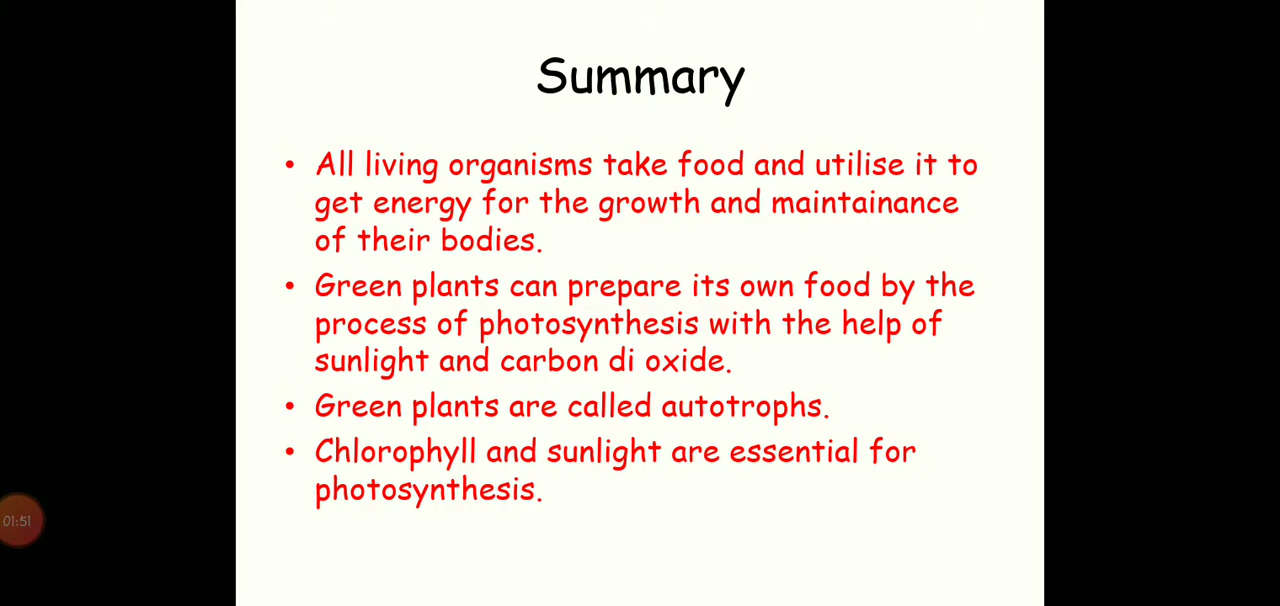 Summary
• All living organisms take food and utilise it to
get energy for the growth and maintainance
of their bodies.
• Green plants can prepare its own food by the
process of photosynthesis with the help of
sunlight and carbon di oxide.
• Green plants are called autotrophs.
• Chlorophyll and sunlight are essential for
photosynthesis.
01:51